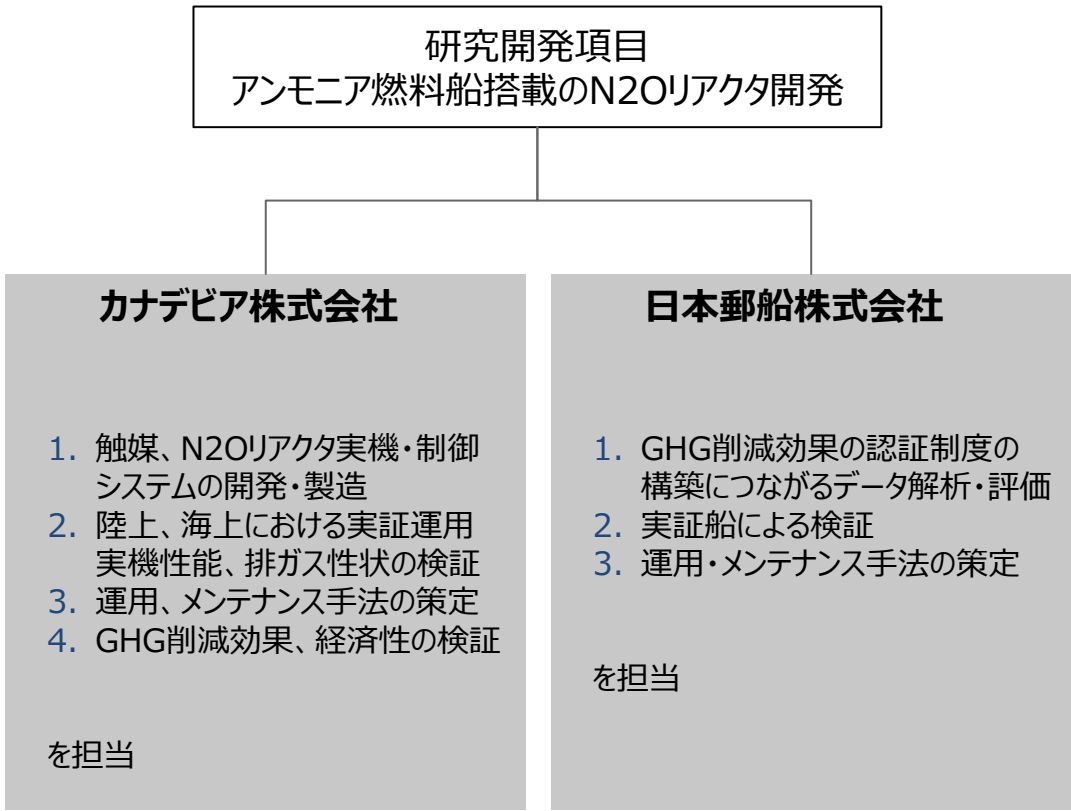 研究開発項目
アンモニア燃料船搭載のN2Oリアクタ開発
カナデビア株式会社
1. 触媒、N2Oリアクタ実機・制御
システムの開発・製造
2. 陸上、海上における実証運用
実機性能、排ガス性状の検証
3. 運用、メンテナンス手法の策定
4. GHG削減効果、経済性の検証
を担当
日本郵船株式会社
1. GHG削減効果の認証制度の
構築につながるデータ解析・評価
2. 実証船による検証
3. 運用・メンテナンス手法の策定
を担当